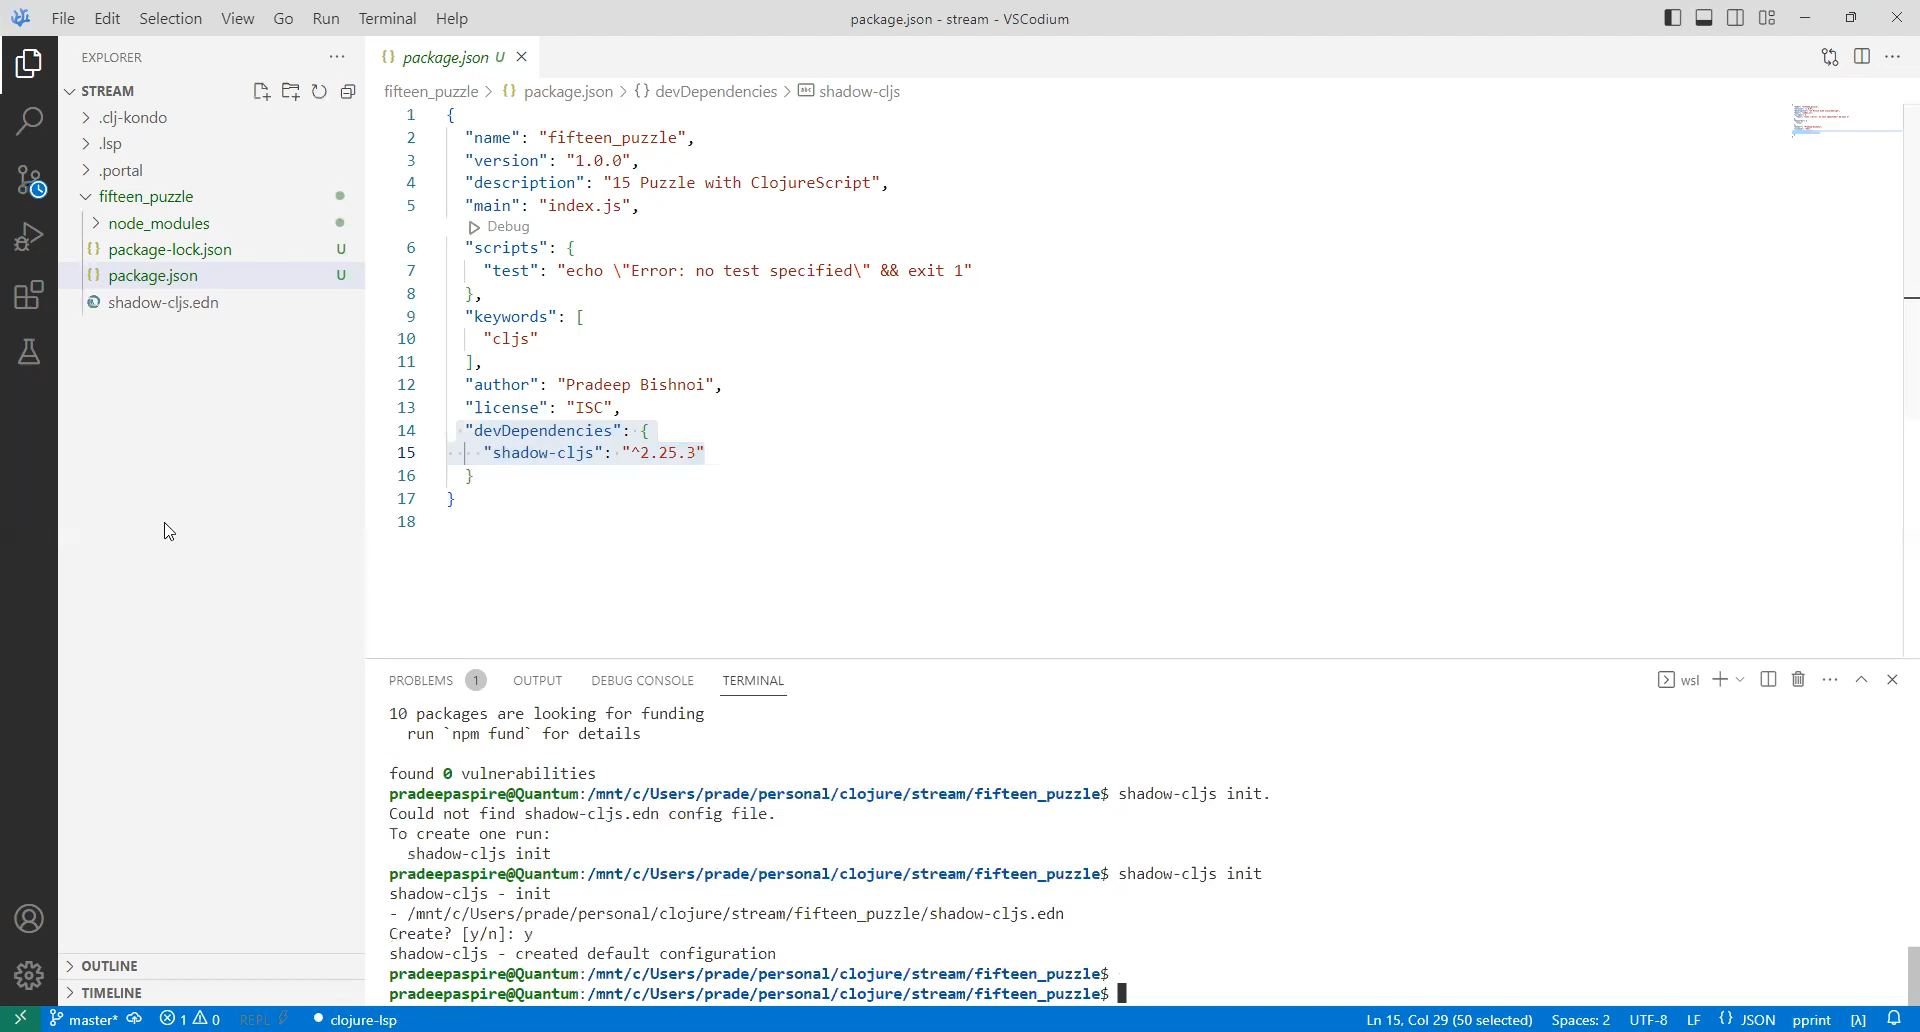 File Edit Selection View Go Run Terminal Help
package.json - stream - VSCodium
EXPLORER
STREAM
.clj-kondo
.lsp
.portal
fifteen_puzzle
node_modules
package-lock.json U
package.json U
shadow-cljs.edn
OUTLINE
TIMELINE
package.json U
fifteen_puzzle > {} package.json > {} devDependencies > abc shadow-cljs
1 {
2 "name": "fifteen_puzzle",
3 "version": "1.0.0",
4 "description": "15 Puzzle with ClojureScript",
5 "main": "index.js",
Debug
6 "scripts": {
7 "test": "echo \"Error: no test specified\" && exit 1"
8 },
9 "keywords": [
10 "cljs"
11 ],
12 "author": "Pradeep Bishnoi",
13 "license": "ISC",
14 "devDependencies": {
15 "shadow-cljs": "^2.25.3"
16 }
17 }
18
PROBLEMS 1 OUTPUT DEBUG CONSOLE TERMINAL
wsl
10 packages are looking for funding
run `npm fund` for details
found 0 vulnerabilities
pradeepaspire@Quantum:/mnt/c/Users/prade/personal/clojure/stream/fifteen_puzzle$ shadow-cljs init.
Could not find shadow-cljs.edn config file.
To create one run:
shadow-cljs init
pradeepaspire@Quantum:/mnt/c/Users/prade/personal/clojure/stream/fifteen_puzzle$ shadow-cljs init
shadow-cljs - init
- /mnt/c/Users/prade/personal/clojure/stream/fifteen_puzzle/shadow-cljs.edn
Create? [y/n]: y
shadow-cljs - created default configuration
pradeepaspire@Quantum:/mnt/c/Users/prade/personal/clojure/stream/fifteen_puzzle$
pradeepaspire@Quantum:/mnt/c/Users/prade/personal/clojure/stream/fifteen_puzzle$
master* 1 0 REPL clojure-lsp
Ln 15, Col 29 (50 selected) Spaces: 2 UTF-8 LF {} JSON pprint [λ]